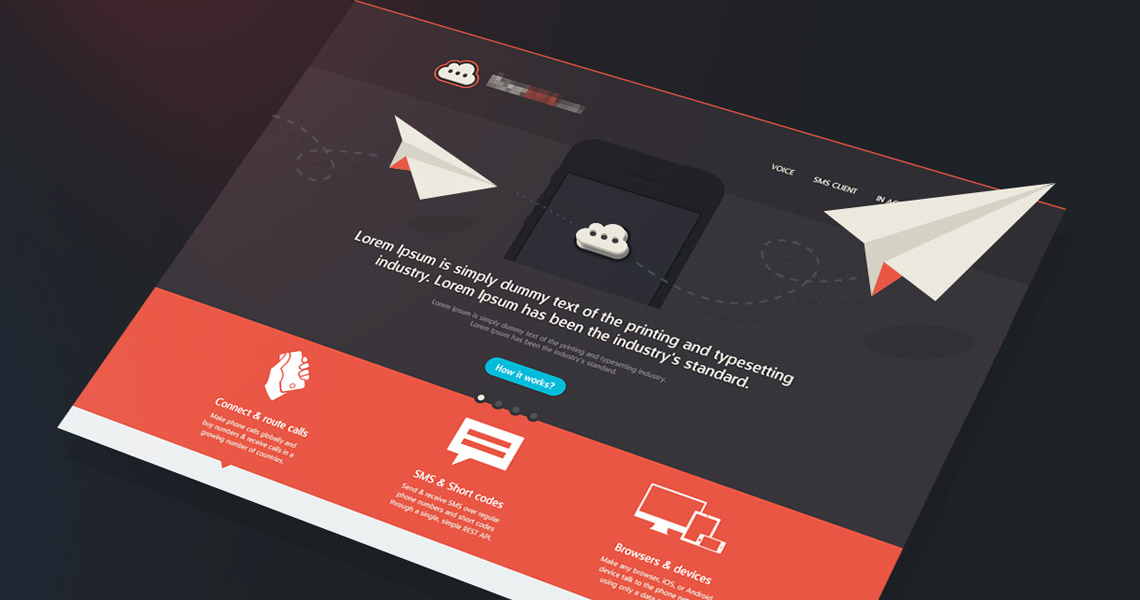 VOICE
SMS CLIENT
IN
Lorem Ipsum is simply dummy text of the printing and typesetting
industry. Lorem Ipsum has been the industry's standard.
Lorem Ipsum is simply dummy text of the printing and typesetting industry.
Lorem Ipsum has been the industry's standard.
How it works?
Connect & route calls
Make phone calls globally and
buy numbers & receive calls in a
growing number of countries.
SMS & Short codes
Send & receive SMS over regular
phone numbers and short codes
through a single, simple REST API.
Browsers & devices
Make any browser, iOS, or Android
device talk to the phone
using only a data